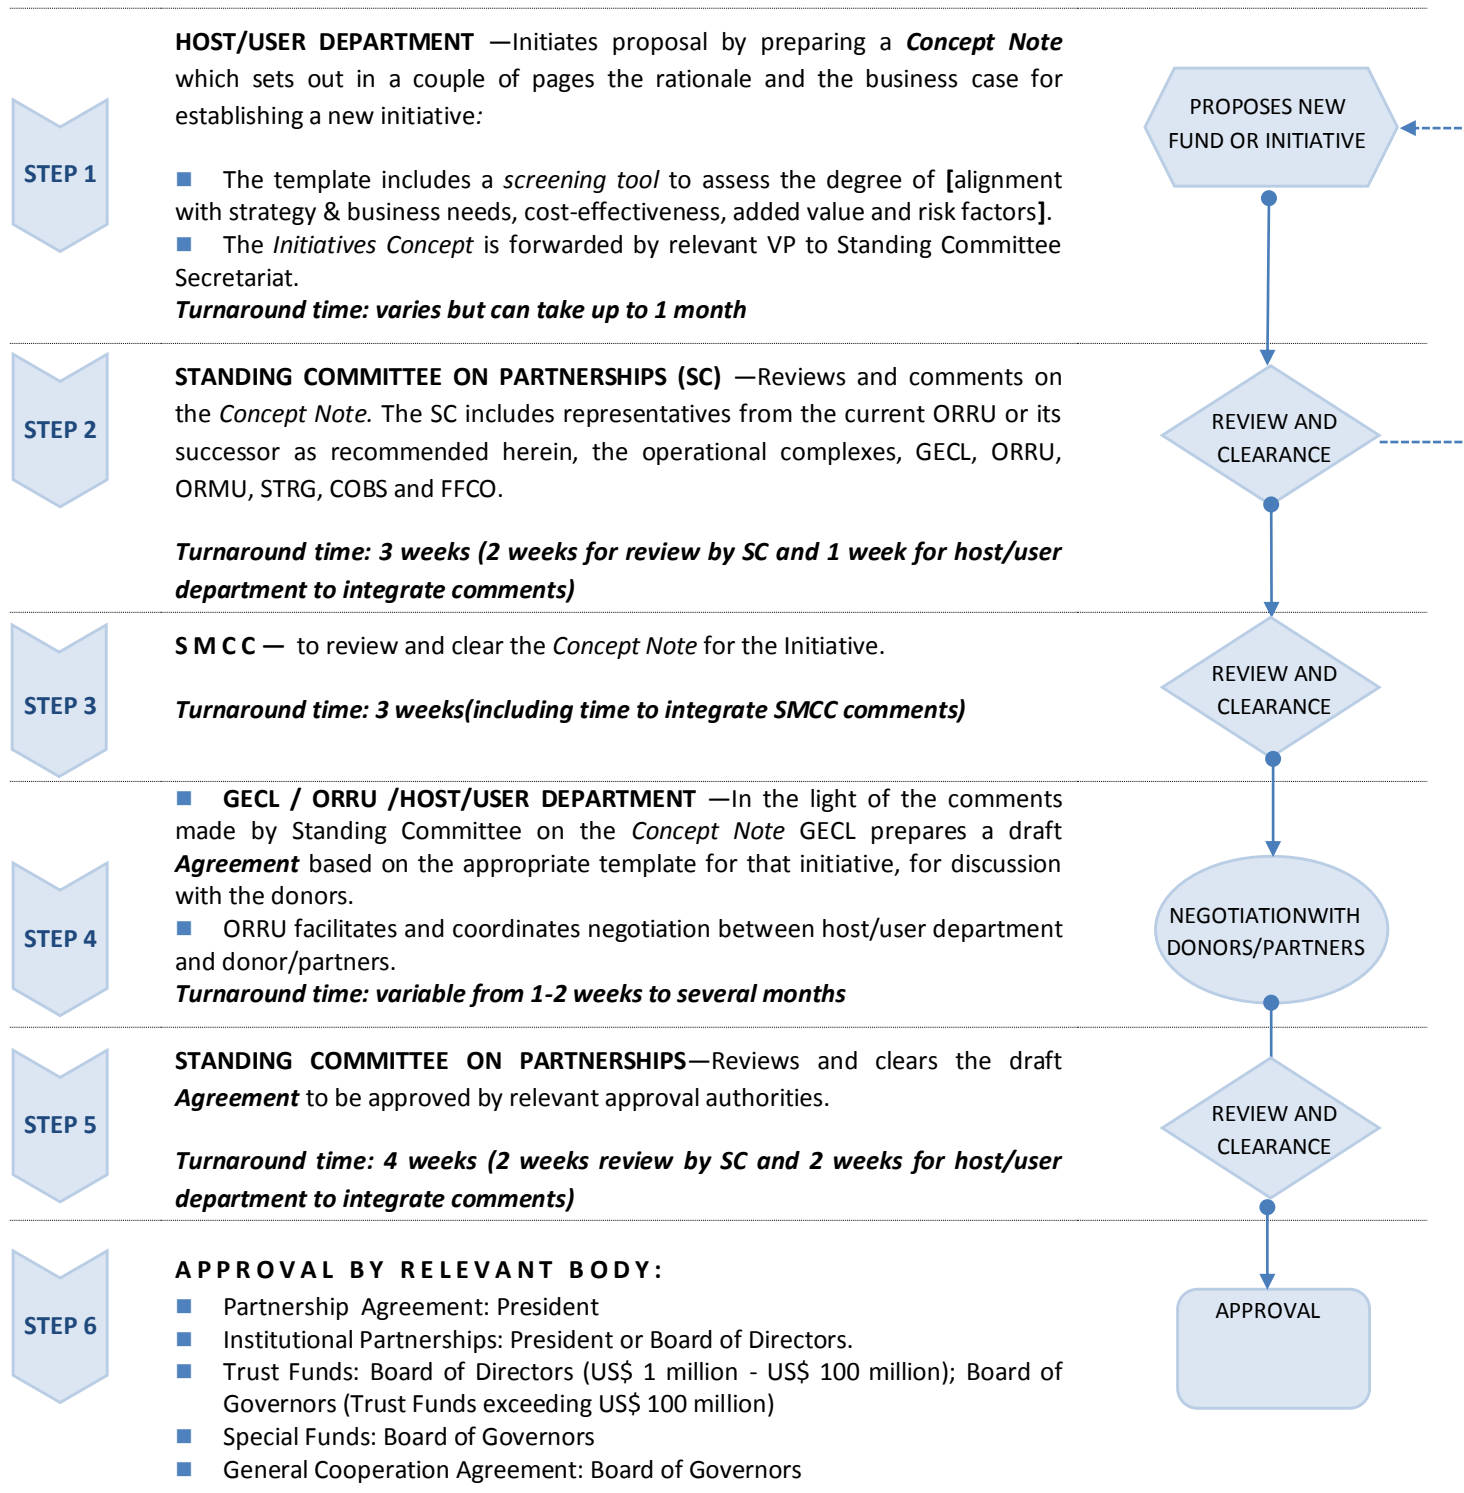 STEP 1
HOST/USER DEPARTMENT —Initiates proposal by preparing a Concept Note
which sets out in a couple of pages the rationale and the business case for
establishing a new initiative:
■ The template includes a screening tool to assess the degree of [alignment
with strategy & business needs, cost-effectiveness, added value and risk factors].
■ The Initiatives Concept is forwarded by relevant VP to Standing Committee
Secretariat.
Turnaround time: varies but can take up to 1 month
PROPOSES NEW
FUND OR INITIATIVE
STEP 2
STANDING COMMITTEE ON PARTNERSHIPS (SC) —Reviews and comments on
the Concept Note. The SC includes representatives from the current ORRU or its
successor as recommended herein, the operational complexes, GECL, ORRU,
ORMU, STRG, COBS and FFCO.
Turnaround time: 3 weeks (2 weeks for review by SC and 1 week for host/user
department to integrate comments)
REVIEW AND
CLEARANCE
STEP 3
SMCC— to review and clear the Concept Note for the Initiative.
Turnaround time: 3 weeks(including time to integrate SMCC comments)
REVIEW AND
CLEARANCE
STEP 4
■ GECL / ORRU /HOST/USER DEPARTMENT —In the light of the comments
made by Standing Committee on the Concept Note GECL prepares a draft
Agreement based on the appropriate template for that initiative, for discussion
with the donors.
■ ORRU facilitates and coordinates negotiation between host/user department
and donor/partners.
Turnaround time: variable from 1-2 weeks to several months
NEGOTIATIONWITH
DONORS/PARTNERS
STEP 5
STANDING COMMITTEE ON PARTNERSHIPS—Reviews and clears the draft
Agreement to be approved by relevant approval authorities.
Turnaround time: 4 weeks (2 weeks review by SC and 2 weeks for host/user
department to integrate comments)
REVIEW AND
CLEARANCE
STEP 6
APPROVAL BY RELEVANT BODY:
■ Partnership Agreement: President
■ Institutional Partnerships: President or Board of Directors.
■ Trust Funds: Board of Directors (US$ 1 million - US$ 100 million); Board of
Governors (Trust Funds exceeding US$ 100 million)
■ Special Funds: Board of Governors
■ General Cooperation Agreement: Board of Governors
APPROVAL